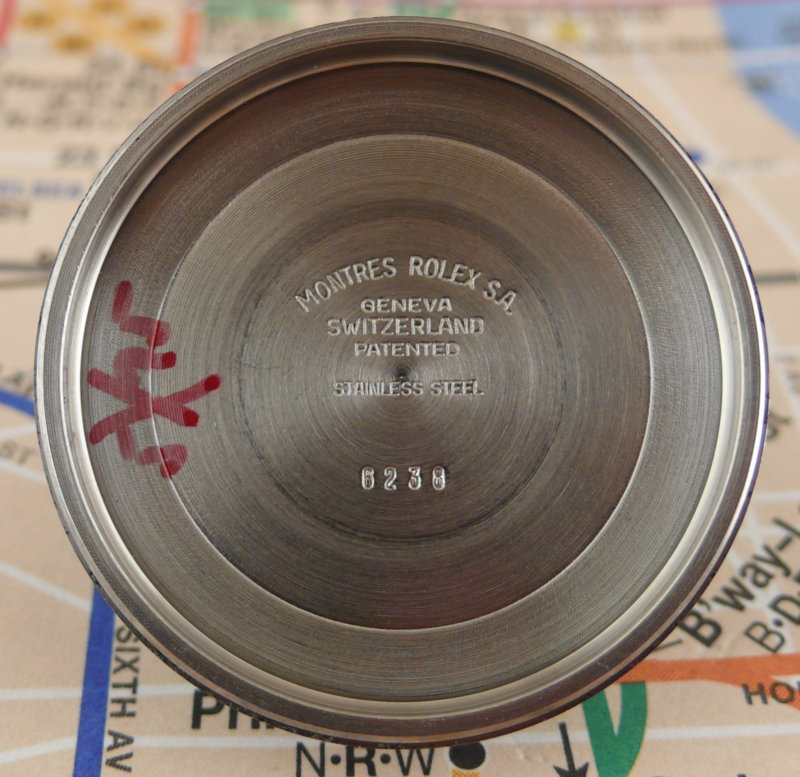 MONTRES ROLEX S.A.
GENEVA
SWITZERLAND
PATENTED
STAINLESS STEEL
6238
SIXTH AV
N•R•W
B'way-L